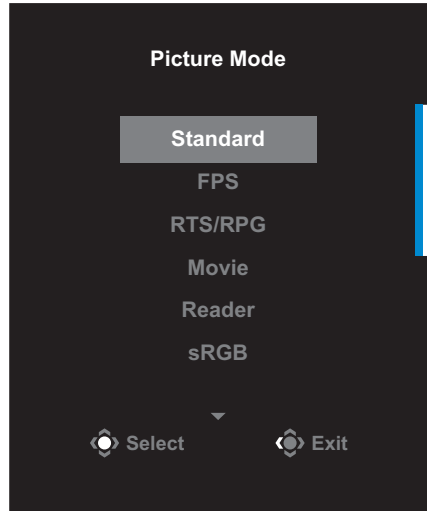 Picture Mode
Standard
FPS
RTS/RPG
Movie
Reader
sRGB
Select Exit